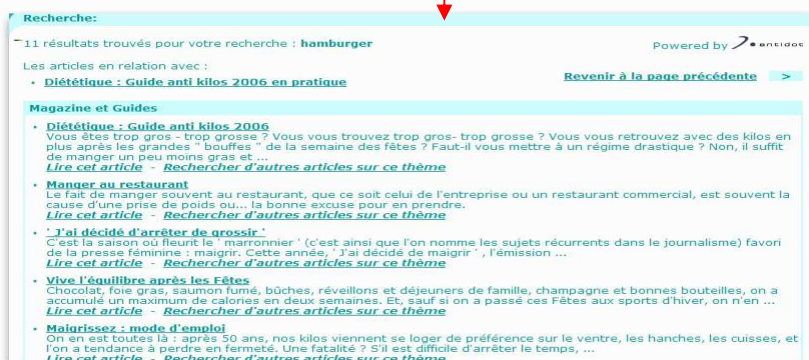 Recherche:
11 résultats trouvés pour votre recherche : hamburger
Powered by antidot
Les articles en relation avec :
• Diététique : Guide anti kilos 2006 en pratique
Revenir à la page précédente >
Magazine et Guides
• Diététique : Guide anti kilos 2006
Vous êtes trop gros - trop grosse ? Vous vous trouvez trop gros- trop grosse ? Vous vous retrouvez avec des kilos en
plus après les grandes " bouffes " de la semaine des fêtes ? Faut-il vous mettre à un régime drastique ? Non, il suffit
de manger un peu moins gras et ...
Lire cet article - Rechercher d'autres articles sur ce thème
• Manger au restaurant
Le fait de manger souvent au restaurant, que ce soit celui de l'entreprise ou un restaurant commercial, est souvent la
cause d'une prise de poids ou... la bonne excuse pour en prendre.
Lire cet article - Rechercher d'autres articles sur ce thème
• ' J'ai décidé d'arrêter de grossir '
C'est la saison où fleurit le ' marronnier ' (c'est ainsi que l'on nomme les sujets récurrents dans le journalisme) favori
de la presse féminine : maigrir. Cette année, ' J'ai décidé de maigrir ' , l'émission ...
Lire cet article - Rechercher d'autres articles sur ce thème
• Vive l'équilibre après les Fêtes
Chocolat, foie gras, saumon fumé, bûches, réveillons et déjeuners de famille, champagne et bonnes bouteilles, on a
accumulé un maximum de calories en deux semaines. Et, sauf si on a passé ces Fêtes aux sports d'hiver, on n'en ...
Lire cet article - Rechercher d'autres articles sur ce thème
• Maigrissez : mode d'emploi
On en est toutes là : après 50 ans, nos kilos viennent se loger de préférence sur le ventre, les hanches, les cuisses, et
l'on a tendance à perdre en fermeté. Une fatalité ? S'il est difficile d'arrêter le temps, ...
Lire cet article - Rechercher d'autres articles sur ce thème